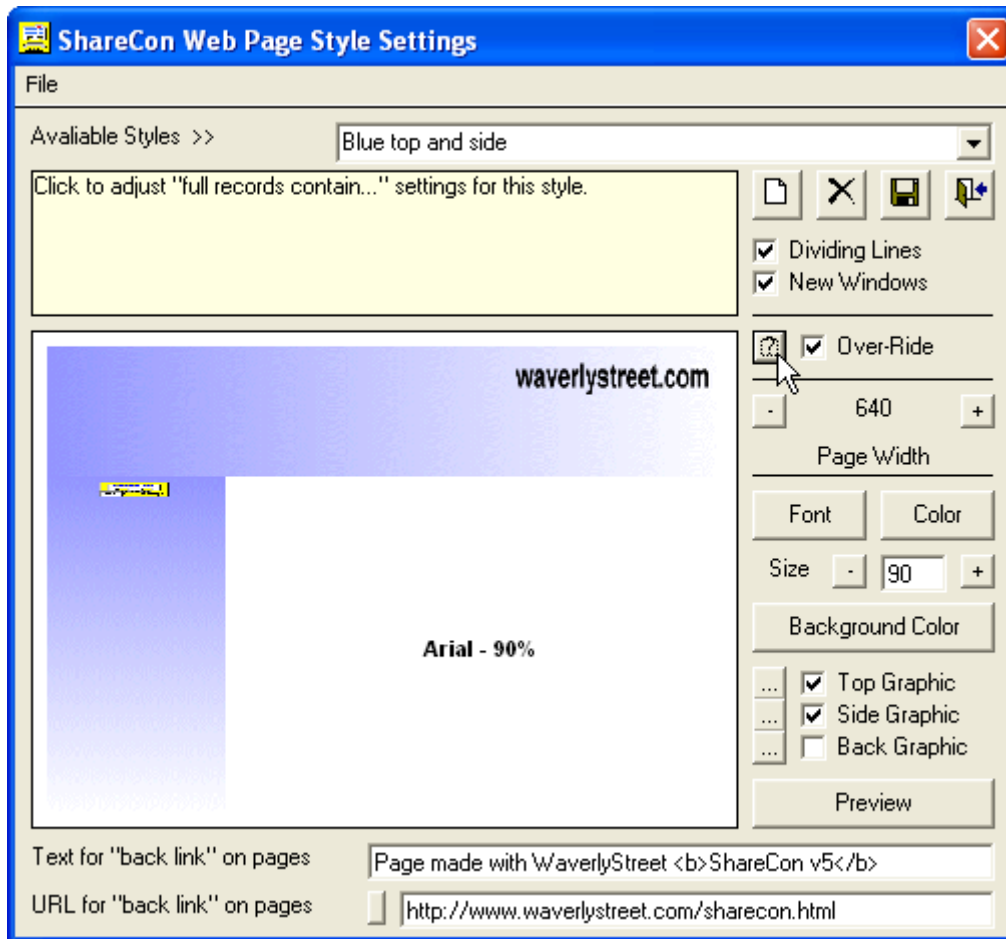 ShareCon Web Page Style Settings
File
Avaliable Styles >>
Blue top and side
Click to adjust "full records contain..." settings for this style.
Dividing Lines
New Windows
?
Over-Ride
waverlystreet.com
-
640
+
Page Width
Font
Color
Size
-
90
+
Background Color
Arial - 90%
...
Top Graphic
...
Side Graphic
...
Back Graphic
Preview
Text for "back link" on pages
Page made with WaverlyStreet <b>ShareCon v5</b>
URL for "back link" on pages
http://www.waverlystreet.com/sharecon.html